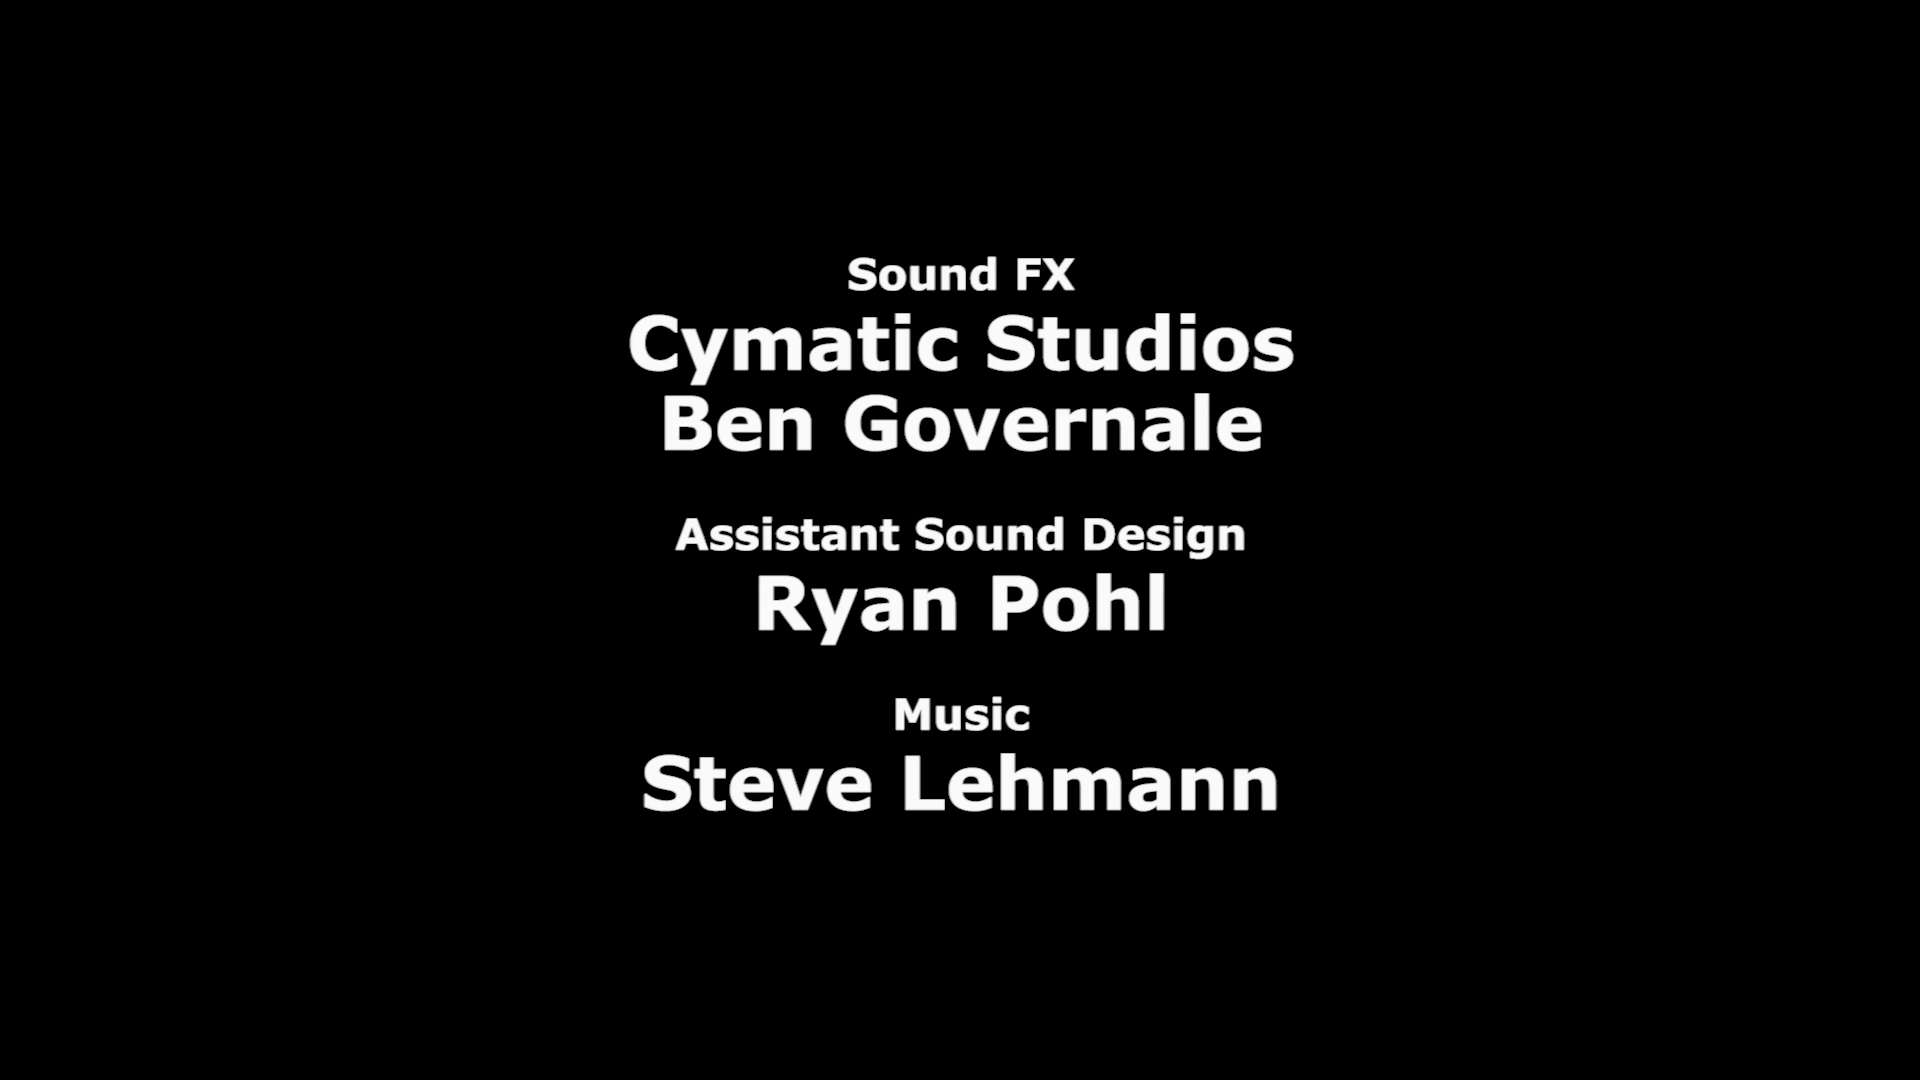 Sound FX
Cymatic Studios
Ben Governale
Assistant Sound Design
Ryan Pohl
Music
Steve Lehmann